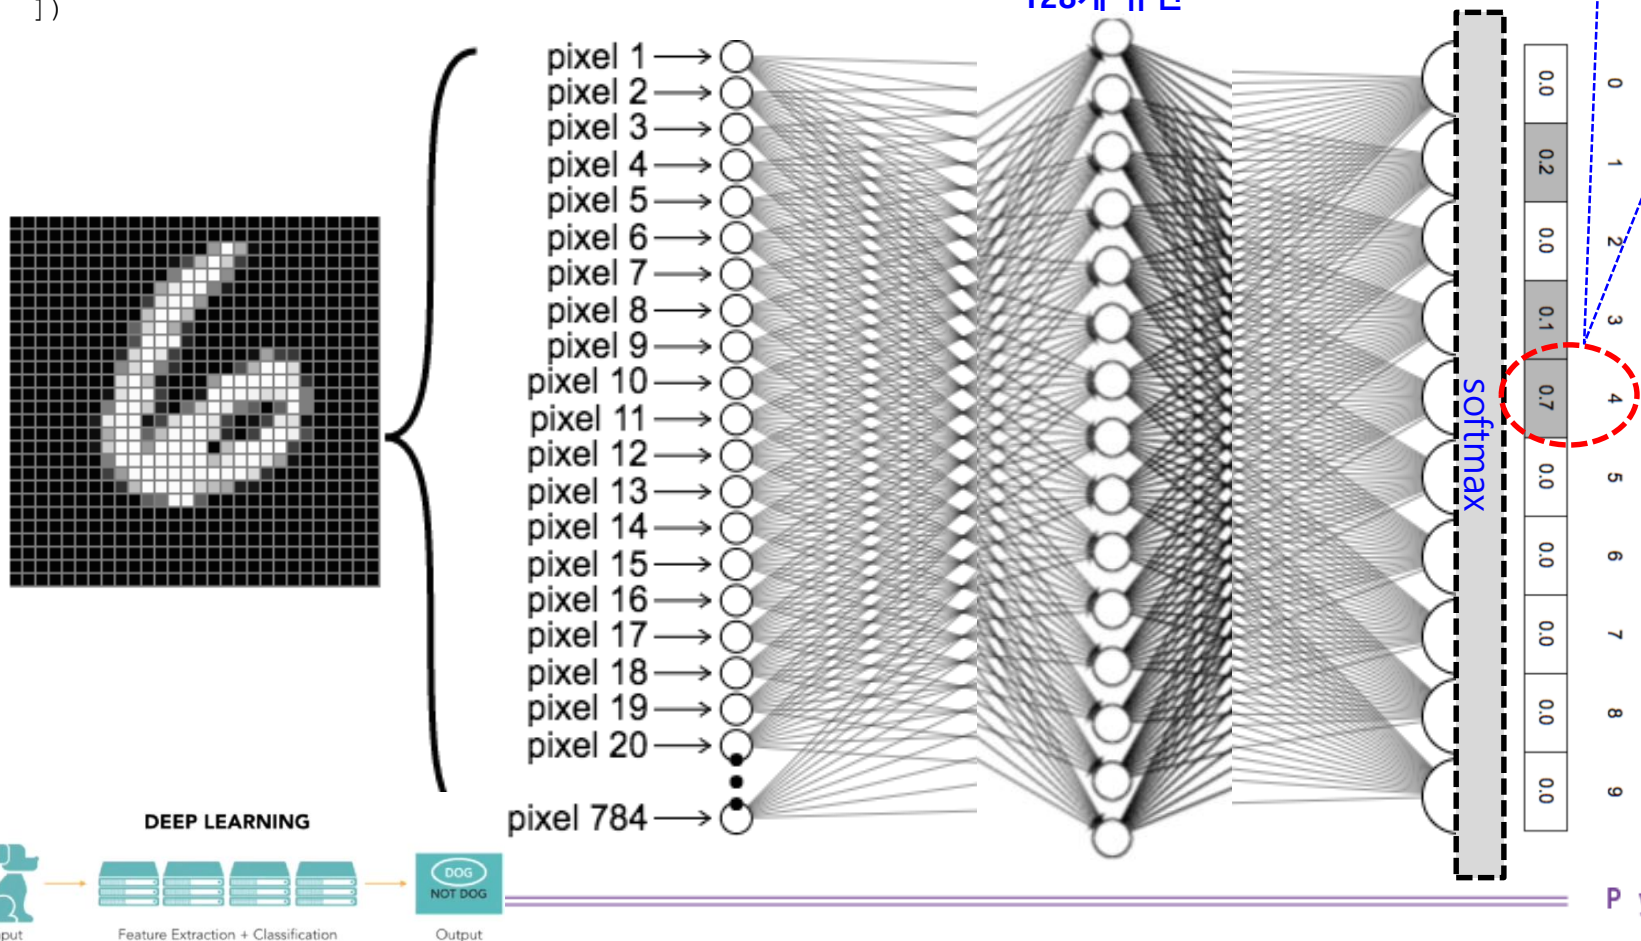 ])
pixel 1
pixel 2
pixel 3
pixel 4
pixel 5
pixel 6
pixel 7
pixel 8
pixel 9
pixel 10
pixel 11
pixel 12
pixel 13
pixel 14
pixel 15
pixel 16
pixel 17
pixel 18
pixel 19
pixel 20
pixel 784
softmax
0.0 0
0.2 1
0.0 2
0.1 3
0.7 4
0.0 5
0.0 6
0.0 7
0.0 8
0.0 9
DEEP LEARNING
DOG
NOT DOG
Feature Extraction + Classification
Output
P